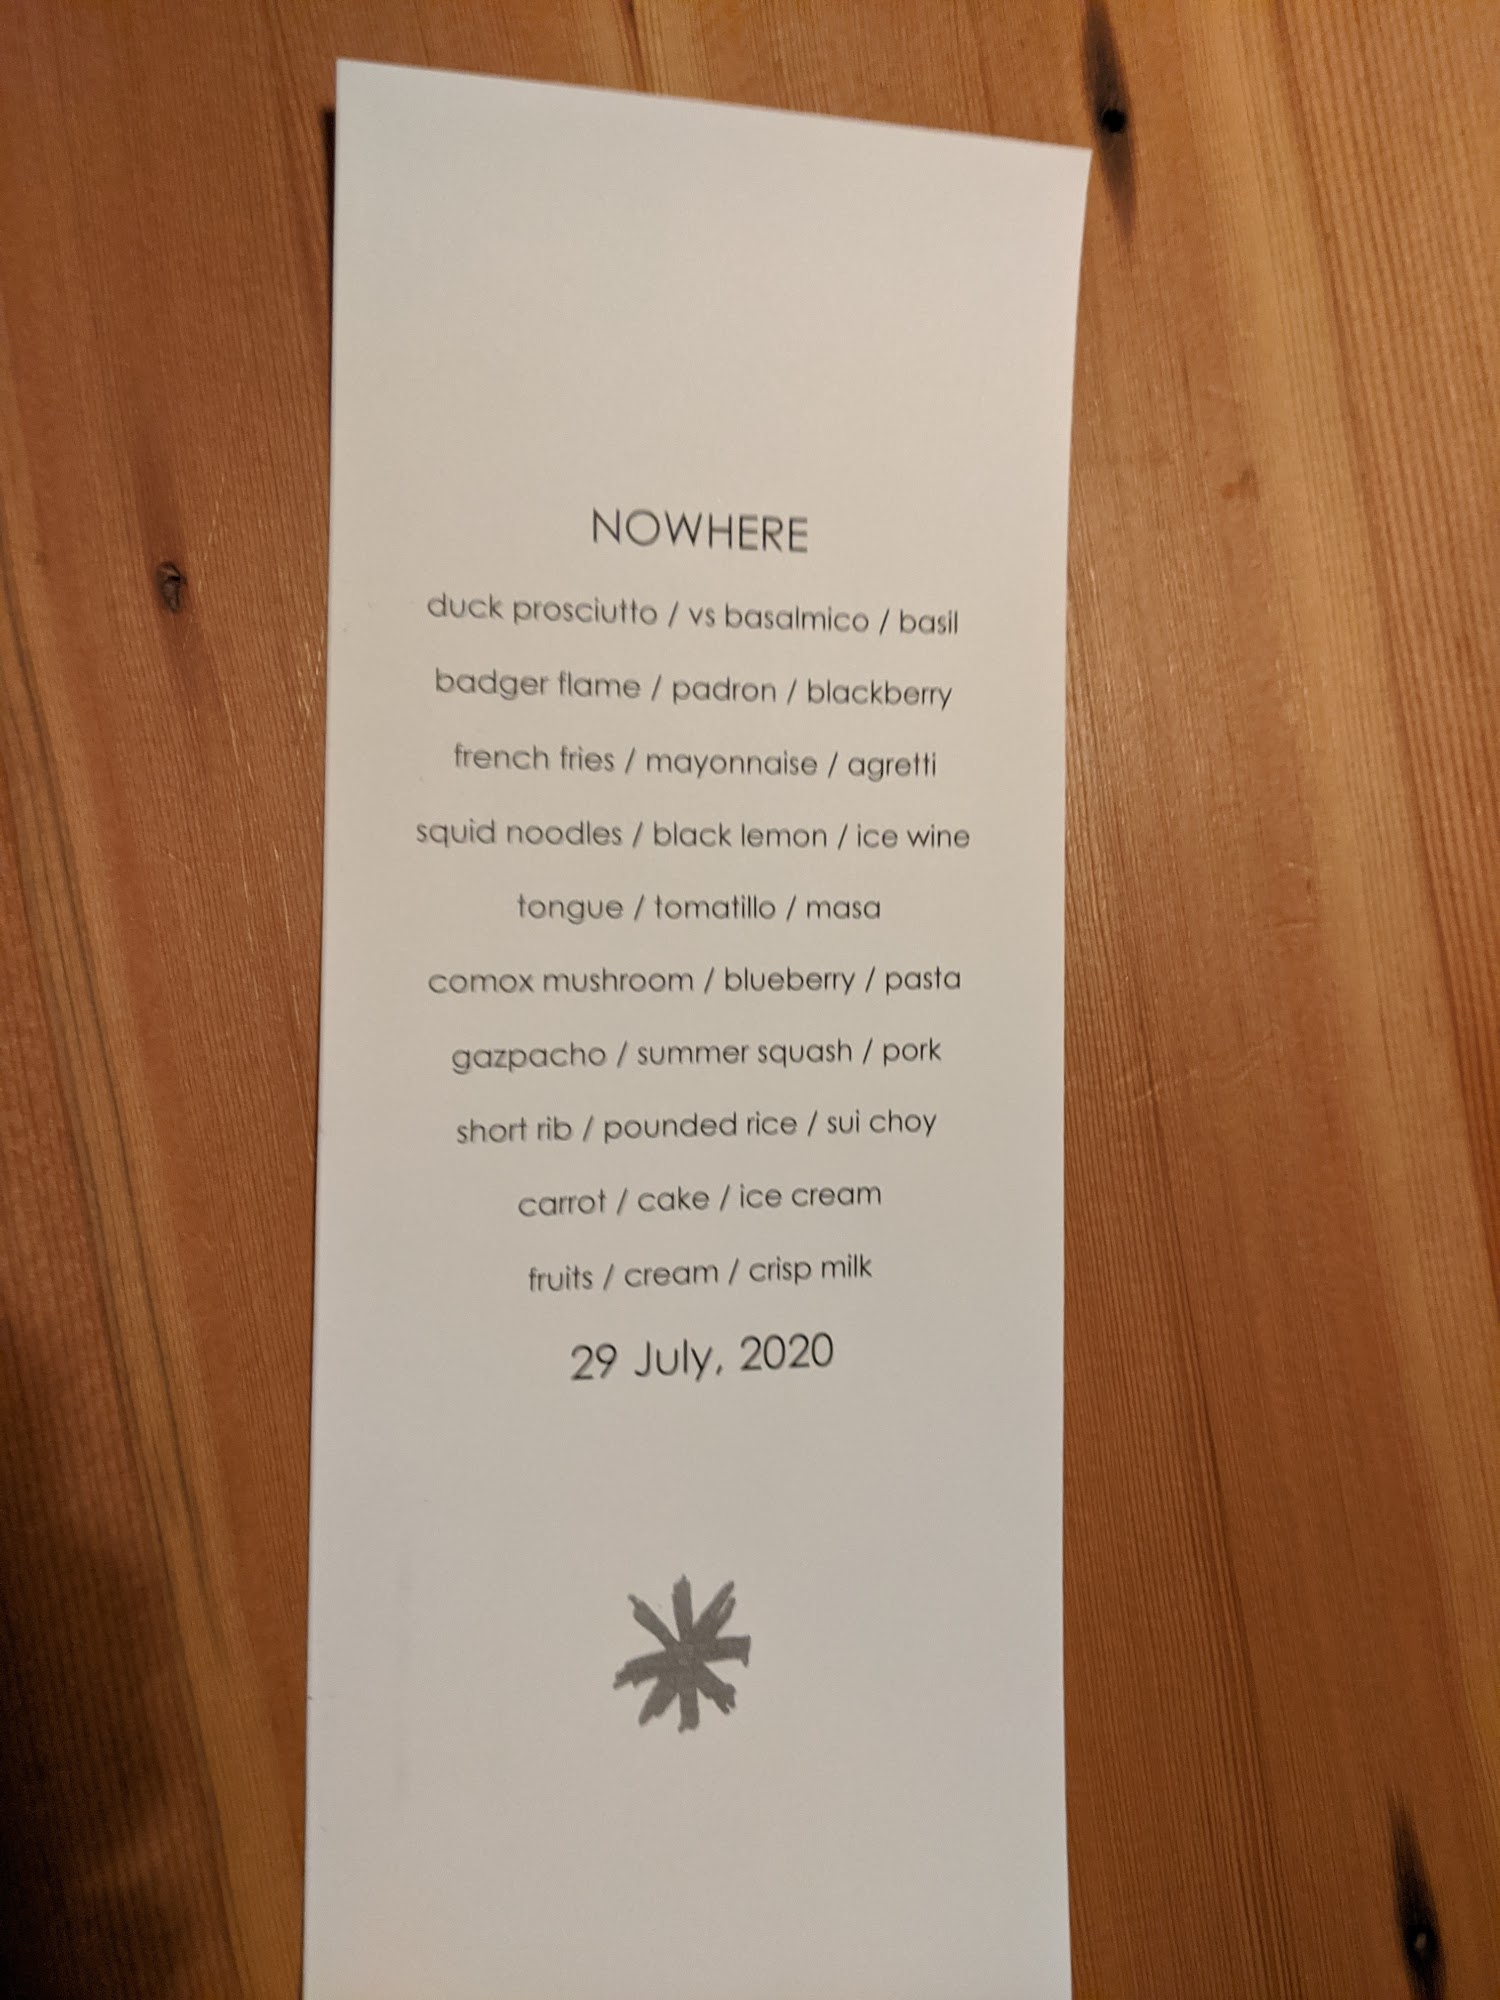 NOWHERE
duck prosciutto / vs basalmico / basil
badger flame / padron / blackberry
french fries / mayonnaise / agretti
squid noodles / black lemon / ice wine
tongue / tomatillo / masa
comox mushroom / blueberry / pasta
gazpacho / summer squash / pork
short rib / pounded rice / sui choy
carrot / cake / ice cream
fruits / cream / crisp milk
29 July, 2020